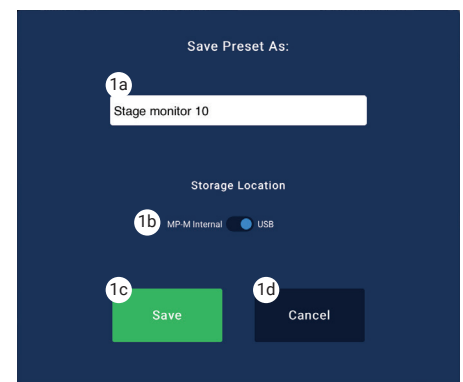 Save Preset As:
1a
Stage monitor 10
Storage Location
1b MP-M Internal USB
1c 1d
Save Cancel